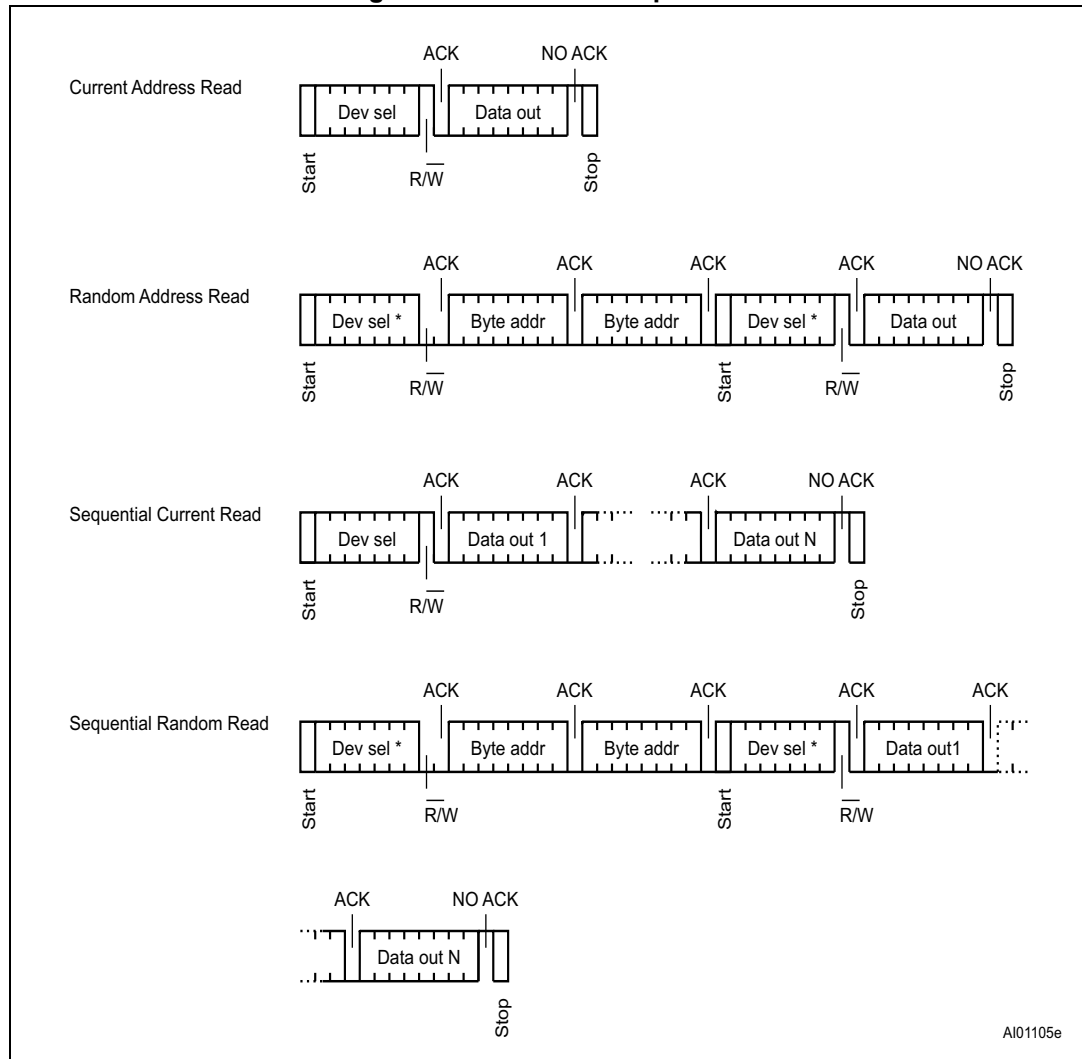 ACK NO ACK
Current Address Read
Dev sel Data out
Start R/W̅ Stop
ACK ACK ACK ACK NO ACK
Random Address Read
Dev sel * Byte addr Byte addr Dev sel * Data out
Start R/W̅ Start R/W̅ Stop
ACK ACK ACK NO ACK
Sequential Current Read
Dev sel Data out 1 Data out N
Start R/W̅ Stop
ACK ACK ACK ACK ACK
Sequential Random Read
Dev sel * Byte addr Byte addr Dev sel * Data out1
Start R̅/W Start R̅/W
ACK NO ACK
Data out N
Stop
AI01105e